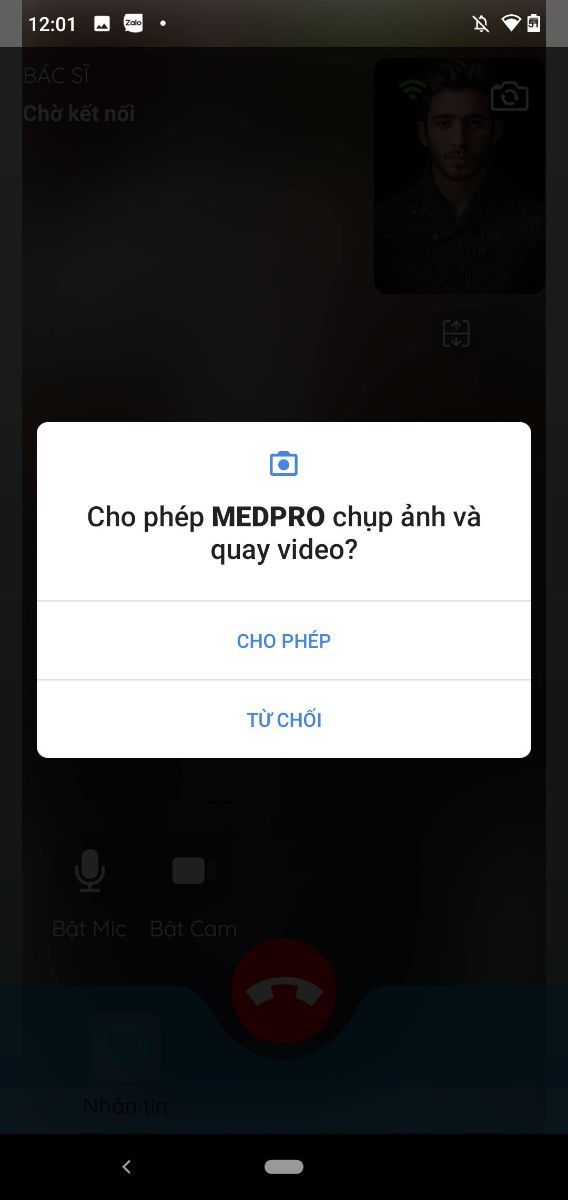 12:01
Zalo
BÁC SĨ
Chờ kết nối
Cho phép MEDPRO chụp ảnh và
quay video?
CHO PHÉP
TỪ CHỐI
Bật Mic
Bật Cam
Nhắn tin